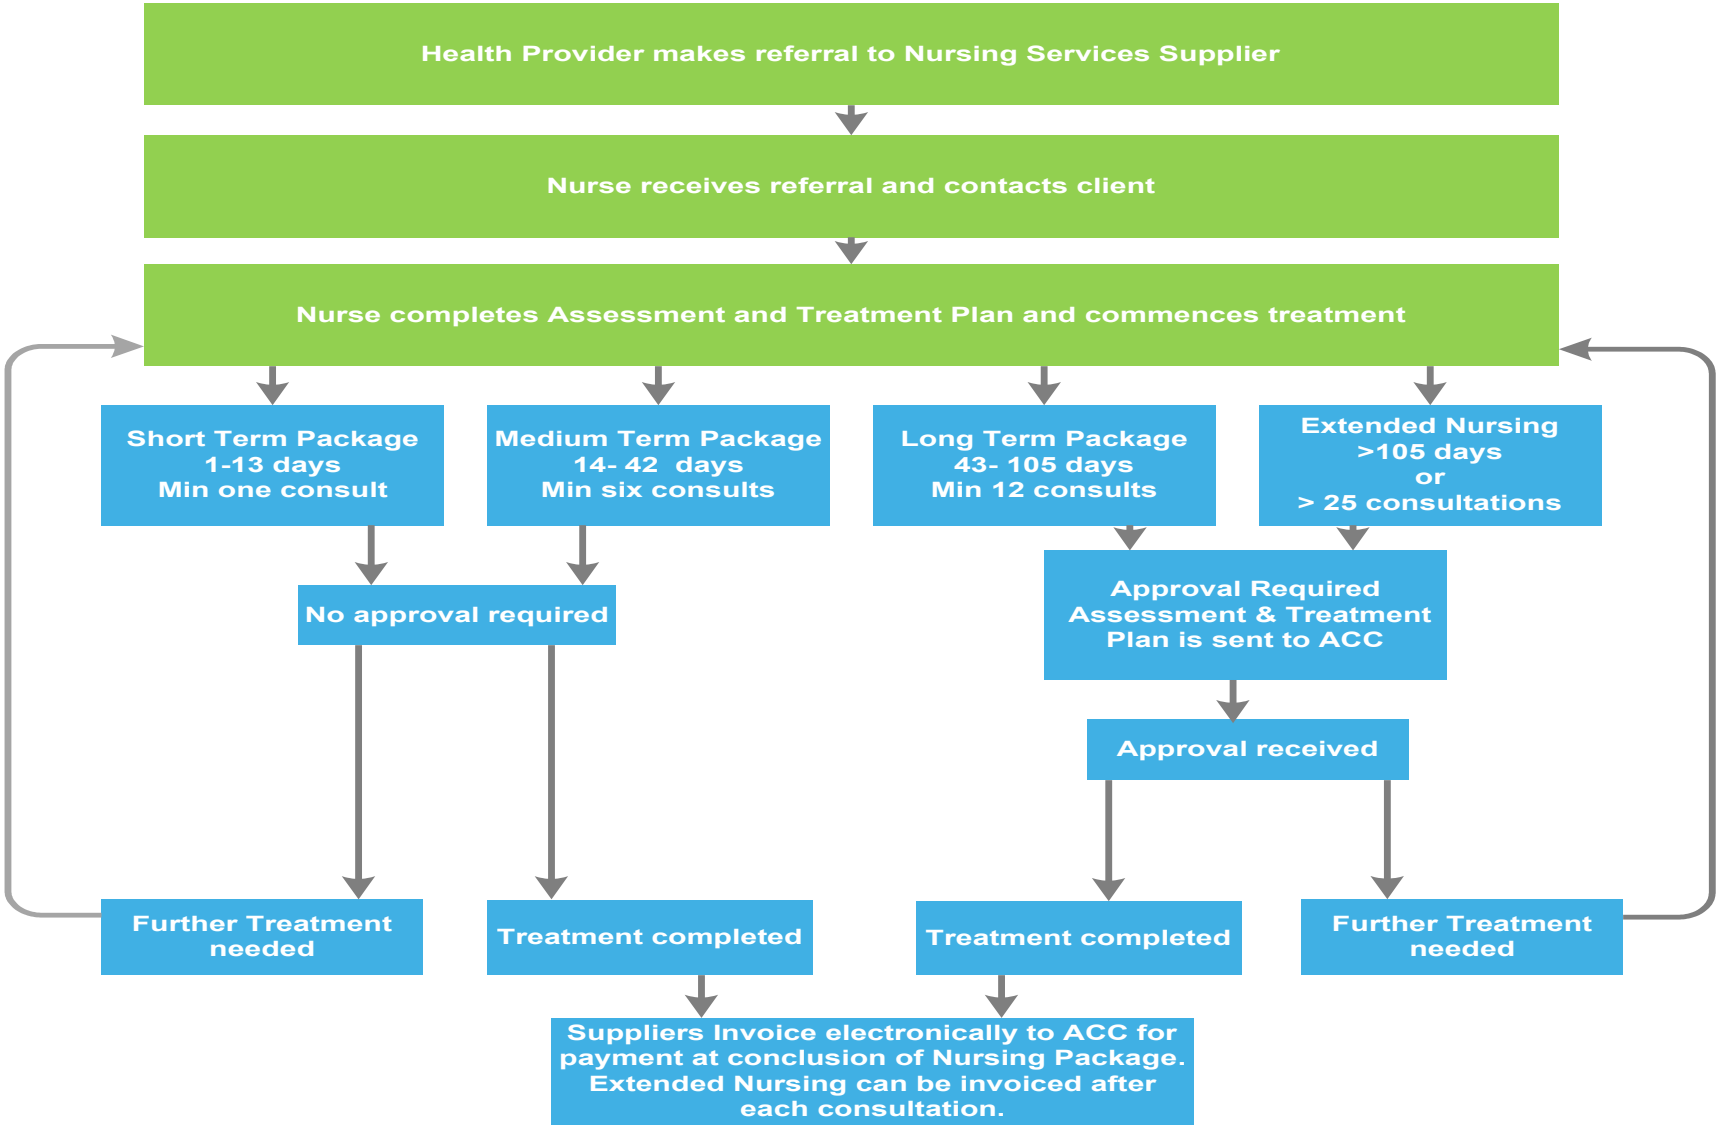 Health Provider makes referral to Nursing Services Supplier
Nurse receives referral and contacts client
Nurse completes Assessment and Treatment Plan and commences treatment
Short Term Package
1-13 days
Min one consult
Medium Term Package
14- 42  days
Min six consults
Long Term Package
43- 105 days
Min 12 consults
Extended Nursing
>105 days
or
> 25 consultations
No approval required
Approval Required
Assessment & Treatment
Plan is sent to ACC
Approval received
Further Treatment
needed
Treatment completed
Treatment completed
Further Treatment
needed
Suppliers Invoice electronically to ACC for
payment at conclusion of Nursing Package.
Extended Nursing can be invoiced after
each consultation.